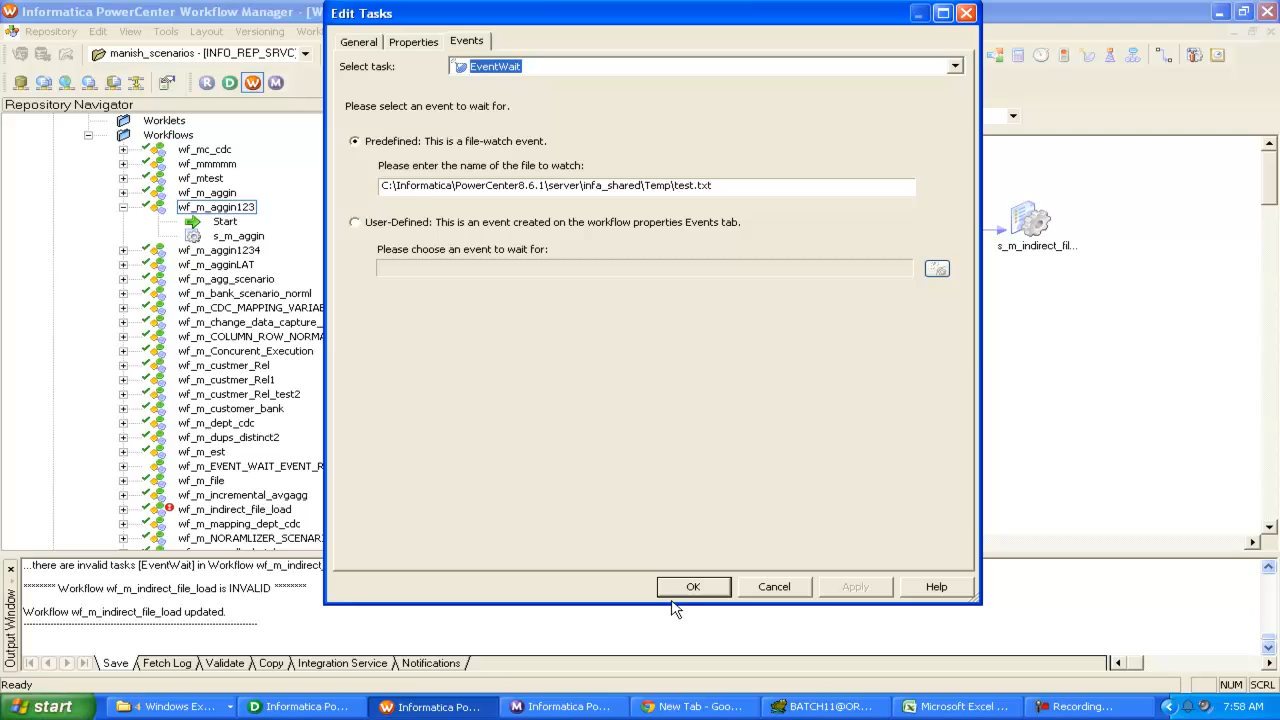 Informatica PowerCenter Workflow Manager - [W
Edit Tasks
Repository Edit View Tools Layout Versioning Work
General Properties Events
manish_scenarios - (INFO_REP_SRVC
Select task: EventWait
R D W M
Please select an event to wait for.
Repository Navigator
Worklets
Workflows
Predefined: This is a file-watch event.
wf_m_mc_cdc
wf_mmmmm
Please enter the name of the file to watch:
wf_mtest
C:\Informatica\PowerCenter8.6.1\server\infa_shared\Temp\test.txt
wf_m_aggin
wf_m_aggin123
Start
User-Defined: This is an event created on the workflow properties Events tab.
s_m_aggin
Please choose an event to wait for:
s_m_indirect_fil...
wf_m_aggin1234
wf_m_agginLAT
wf_m_agg_scenario
wf_m_bank_scenario_norml
wf_m_CDC_MAPPING_VARIAB
wf_m_change_data_capture_
wf_m_COLUMN_ROW_NORMA
wf_m_Concurent_Execution
wf_m_custmer_Rel
wf_m_custmer_Rel1
wf_m_custmer_Rel_test2
wf_m_customer_bank
wf_m_dept_cdc
wf_m_dups_distinct2
wf_m_est
wf_m_EVENT_WAIT_EVENT_R
wf_m_file
wf_m_incremental_avgagg
wf_m_indirect_file_load
wf_m_mapping_dept_cdc
wf_m_NORAMLIZER_SCENARI
...there are invalid tasks [EventWait] in Workflow wf_m_indirect_
******** Workflow wf_m_indirect_file_load is INVALID ********
OK Cancel Apply Help
Workflow wf_m_indirect_file_load updated.
Output Window
Save Fetch Log Validate Copy Integration Service Notifications
Ready NUM SCRL
start 4 Windows Ex... Informatica Po... Informatica Po... Informatica Po... New Tab - Goo... BATCH11@OR... Microsoft Excel ... Recording... 7:58 AM